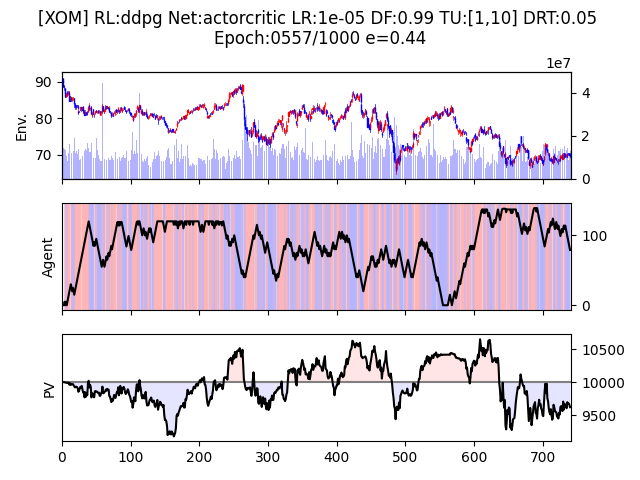 [XOM] RL:ddpg Net:actorcritic LR:1e-05 DF:0.99 TU:[1,10] DRT:0.05
Epoch:0557/1000 e=0.44
1e7
90
80
70
Env.
4
2
0
Agent
100
0
PV
10500
10000
9500
0 100 200 300 400 500 600 700